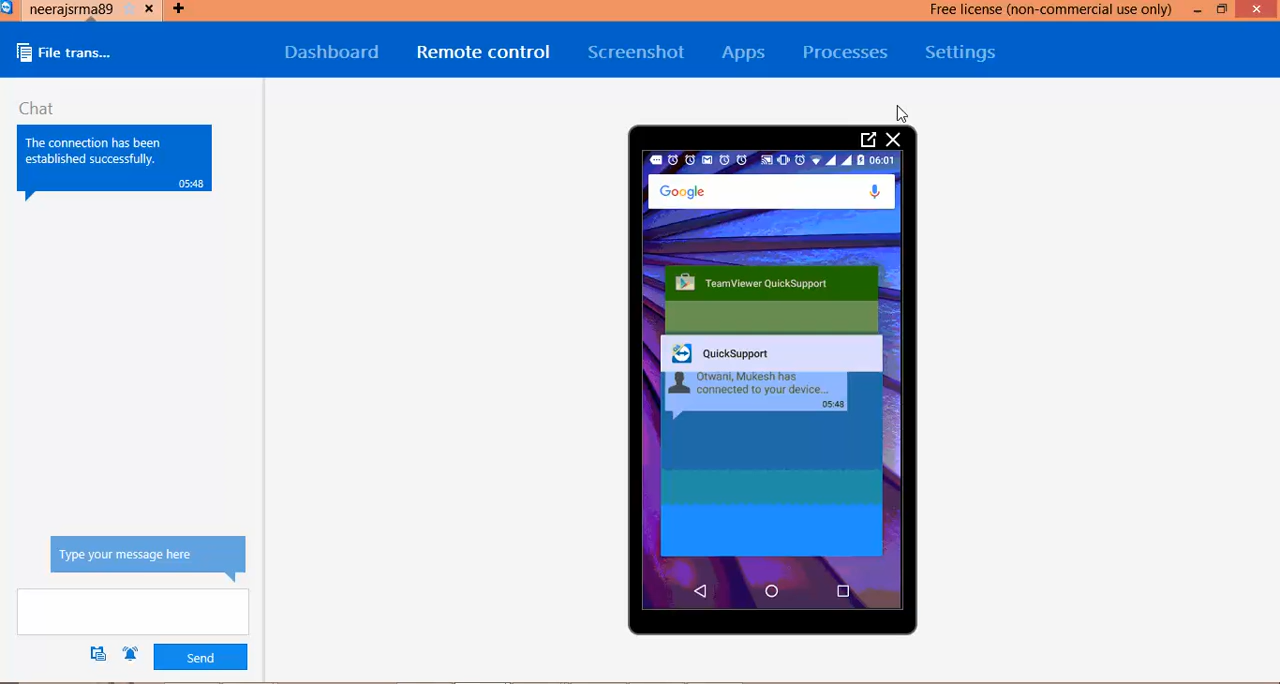 neerajsrma89
Free license (non-commercial use only)
File trans...
Dashboard
Remote control
Screenshot
Apps
Processes
Settings
Chat
The connection has been
established successfully.
05:48
06:01
Google
TeamViewer QuickSupport
QuickSupport
Otwani, Mukesh has
connected to your device...
05:48
Type your message here
Send